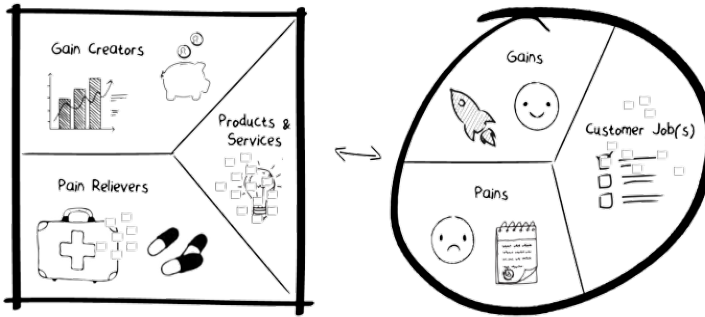 Gain Creators
Products &
Services
Pain Relievers
Gains
Customer Job(s)
Pains